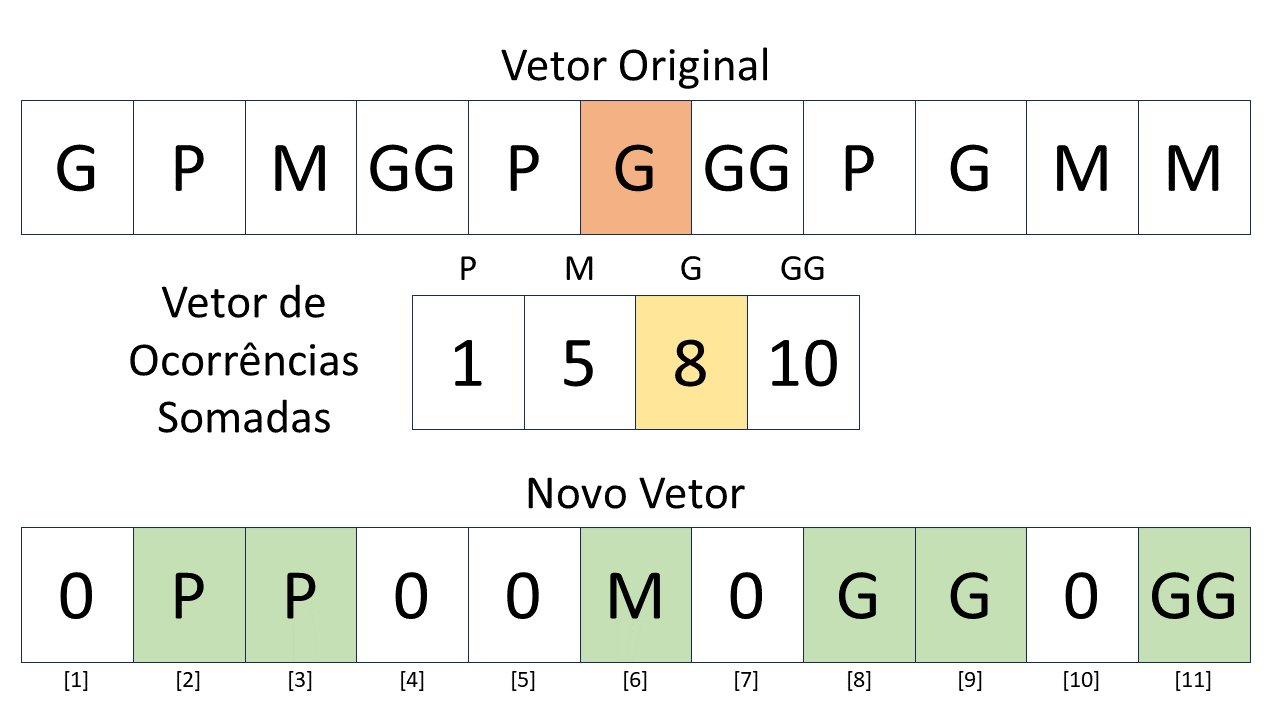 Vetor Original
G P M GG P G GG P G M M
P M G GG
Vetor de
Ocorrências
Somadas
1 5 8 10
Novo Vetor
0 P P 0 0 M 0 G G 0 GG
[1] [2] [3] [4] [5] [6] [7] [8] [9] [10] [11]